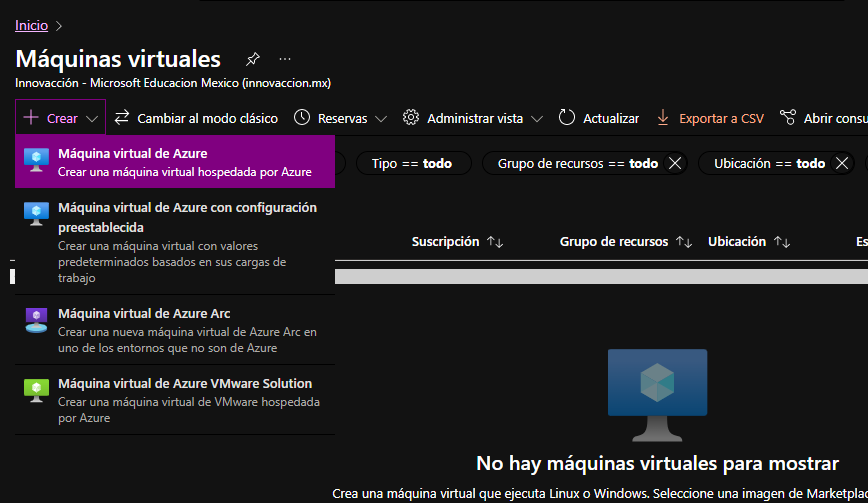 Inicio
Máquinas virtuales
Innovacción - Microsoft Educacion Mexico (innovaccion.mx)
Crear
Cambiar al modo clásico
Reservas
Administrar vista
Actualizar
Exportar a CSV
Abrir consu
Máquina virtual de Azure
Crear una máquina virtual hospedada por Azure
Tipo == todo
Grupo de recursos == todo
Ubicación == todo
Máquina virtual de Azure con configuración
preestablecida
Crear una máquina virtual con valores
predeterminados basados en sus cargas de
trabajo
Suscripción
Grupo de recursos
Ubicación
Es
Máquina virtual de Azure Arc
Crear una nueva máquina virtual de Azure Arc en
uno de los entornos que no son de Azure
Máquina virtual de Azure VMware Solution
Crear una máquina virtual de VMware hospedada
por Azure
No hay máquinas virtuales para mostrar
Crea una máquina virtual que ejecuta Linux o Windows. Seleccione una imagen de Marketplac